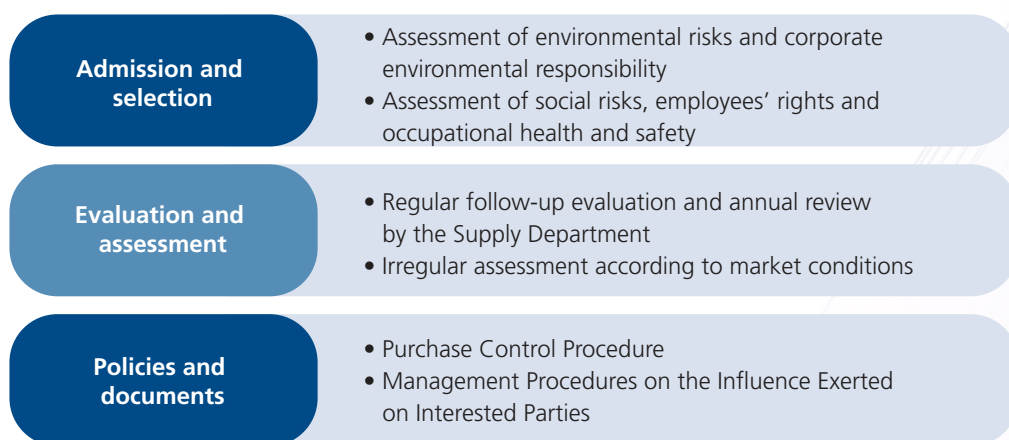 Admission and
selection
• Assessment of environmental risks and corporate
environmental responsibility
• Assessment of social risks, employees’ rights and
occupational health and safety
Evaluation and
assessment
• Regular follow-up evaluation and annual review
by the Supply Department
• Irregular assessment according to market conditions
Policies and
documents
• Purchase Control Procedure
• Management Procedures on the Influence Exerted
on Interested Parties